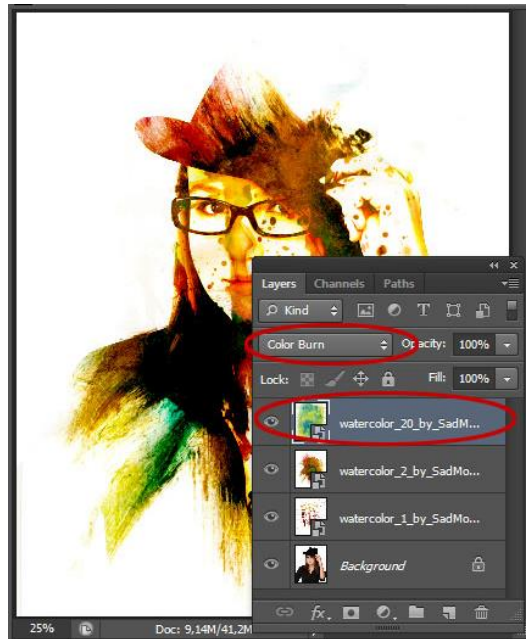 Layers Channels Paths
Kind
Color Burn Opacity: 100%
Lock: Fill: 100%
watercolor_20_by_SadM...
watercolor_2_by_SadMo...
watercolor_1_by_SadMo...
Background
fx.
25% Doc: 9,14M/41,2M